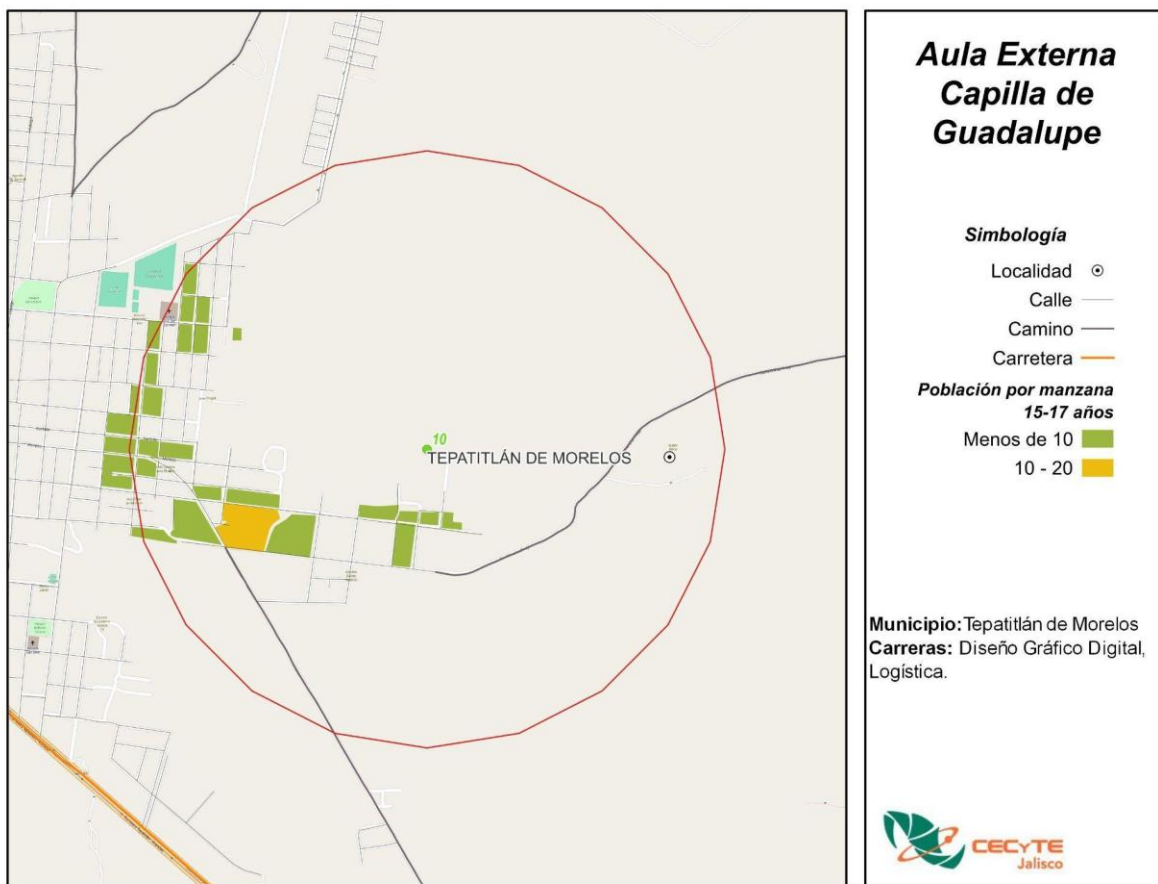 10
TEPATITLÁN DE MORELOS
Aula Externa
Capilla de
Guadalupe
Simbología
Localidad
Calle
Camino
Carretera
Población por manzana
15-17 años
Menos de 10
10 - 20
Municipio: Tepatitlán de Morelos
Carreras: Diseño Gráfico Digital,
Logística.
CECyTE
Jalisco